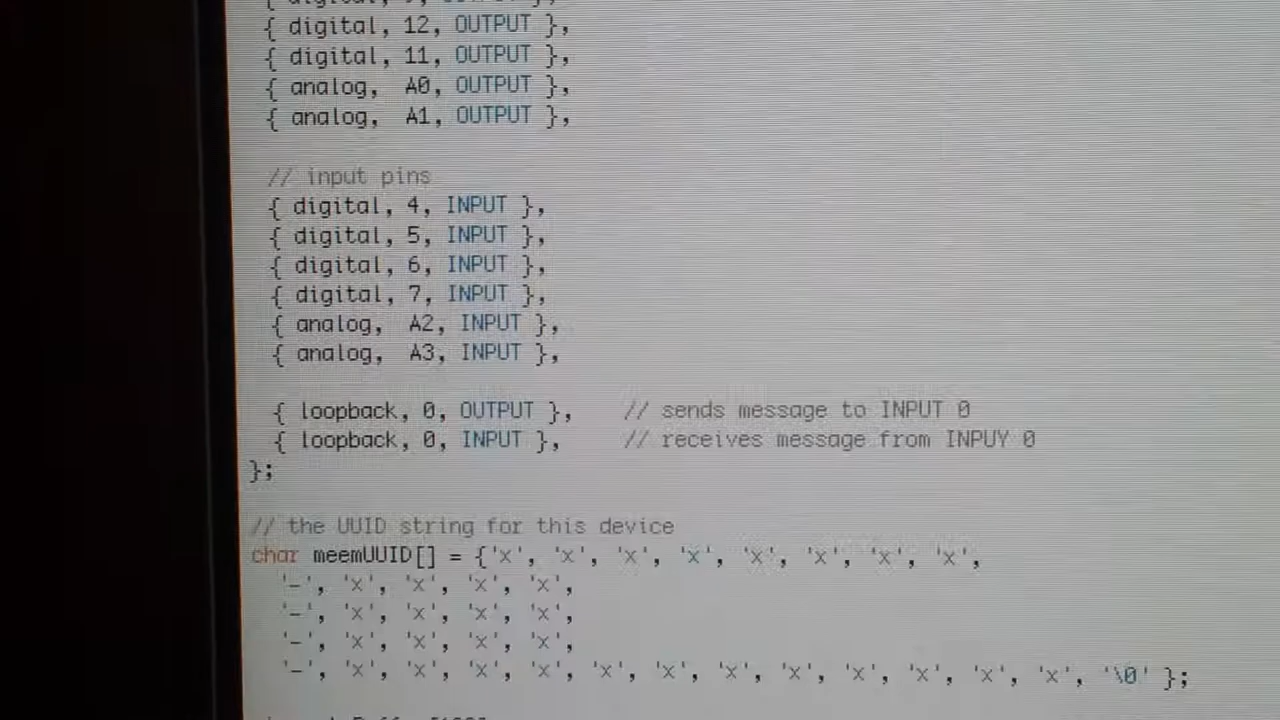 { digital, 12, OUTPUT },
{ digital, 11, OUTPUT },
{ analog,  A0, OUTPUT },
{ analog,  A1, OUTPUT },
// input pins
{ digital, 4, INPUT },
{ digital, 5, INPUT },
{ digital, 6, INPUT },
{ digital, 7, INPUT },
{ analog,  A2, INPUT },
{ analog,  A3, INPUT },
{ loopback, 0, OUTPUT },    // sends message to INPUT 0
{ loopback, 0, INPUT },     // receives message from INPUY 0
};
// the UUID string for this device
char meemUUID[] = {'x', 'x', 'x', 'x', 'x', 'x', 'x', 'x',
'-', 'x', 'x', 'x', 'x',
'-', 'x', 'x', 'x', 'x',
'-', 'x', 'x', 'x', 'x',
'-', 'x', 'x', 'x', 'x', 'x', 'x', 'x', 'x', 'x', 'x', 'x', 'x', '\0' };